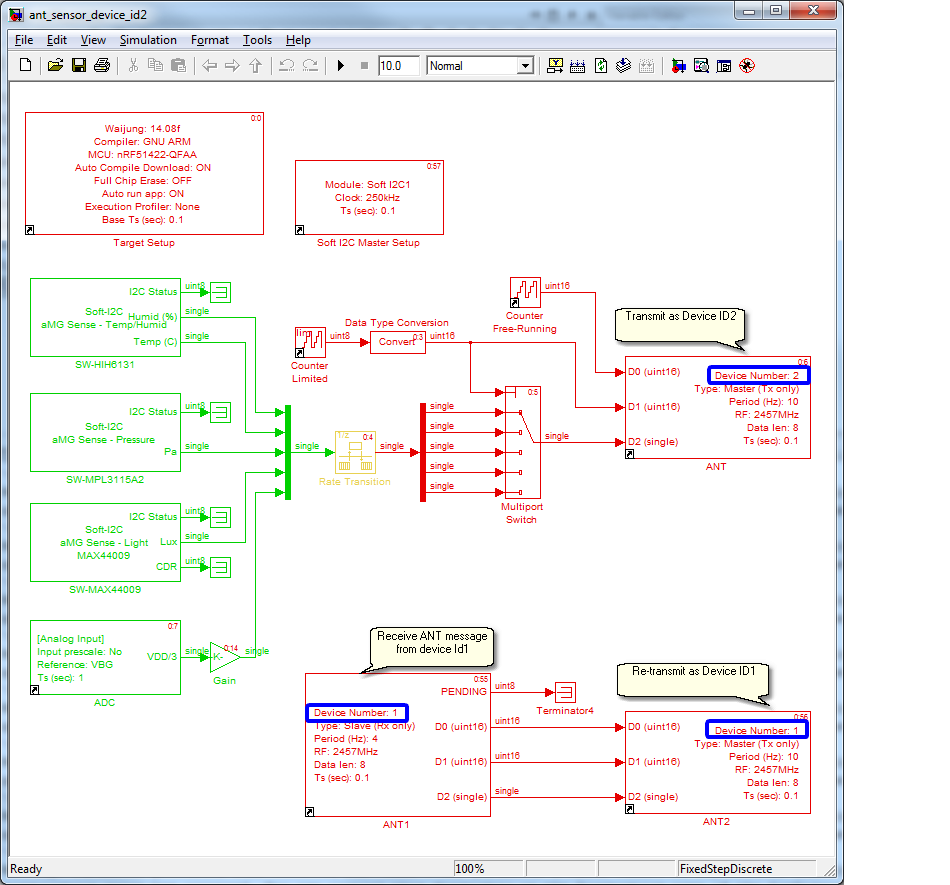 ant_sensor_device_id2
File Edit View Simulation Format Tools Help
10.0 Normal
0:0
Waijung: 14.08f
Compiler: GNU ARM
MCU: nRF51422-QFAA
Auto Compile Download: ON
Full Chip Erase: OFF
Auto run app: ON
Execution Profiler: None
Base Ts (sec): 0.1
Target Setup
0:57
Module: Soft I2C1
Clock: 250kHz
Ts (sec): 0.1
Soft I2C Master Setup
I2C Status
Soft-I2C
Humid (%)
aMG Sense - Temp/Humid
Temp (C)
SW-HIH6131
uint8
single
single
I2C Status
Soft-I2C
aMG Sense - Pressure
Pa
SW-MPL3115A2
uint8
single
I2C Status
Soft-I2C
aMG Sense - Light
Lux
MAX44009
CDR
SW-MAX44009
uint8
single
uint8
0:7
[Analog Input]
Input prescale: No
Reference: VBG
Ts (sec): 1
VDD/3
ADC
single
0:14
-K-
Gain
single
single
1/z
0:4
Rate Transition
single
lim
Counter
Limited
uint8
Data Type Conversion
Convert
0:3
uint16
Counter
Free-Running
uint16
single
single
single
single
single
0:5
Multiport
Switch
single
Transmit as Device ID2
0:6
D0 (uint16)
Device Number: 2
Type: Master (Tx only)
Period (Hz): 10
D1 (uint16)
RF: 2457MHz
Data len: 8
D2 (single)
Ts (sec): 0.1
ANT
Receive ANT message
from device Id1
0:55
PENDING
Device Number: 1
Type: Slave (Rx only)
D0 (uint16)
Period (Hz): 4
RF: 2457MHz
Data len: 8
D1 (uint16)
Ts (sec): 0.1
D2 (single)
ANT1
uint8
Terminator4
uint16
uint16
single
Re-transmit as Device ID1
0:56
D0 (uint16)
Device Number: 1
Type: Master (Tx only)
Period (Hz): 10
D1 (uint16)
RF: 2457MHz
Data len: 8
D2 (single)
Ts (sec): 0.1
ANT2
Ready 100% FixedStepDiscrete